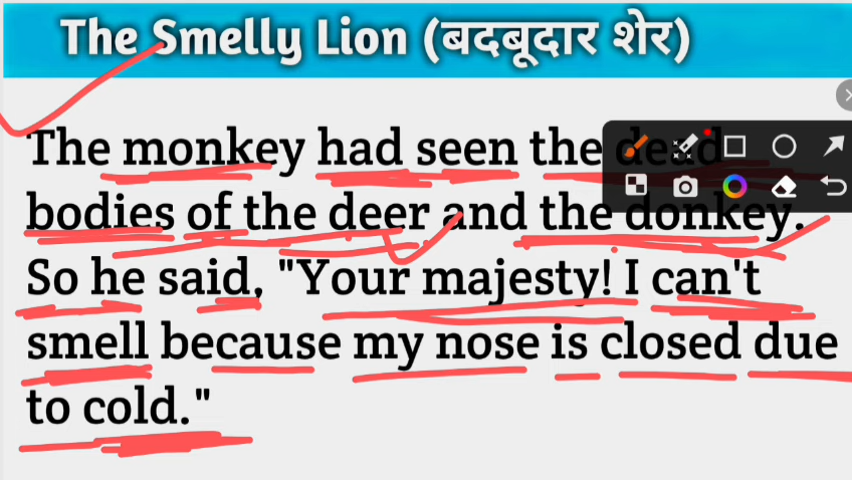 The Smelly Lion (बदबूदार शेर)
The monkey had seen the dead
bodies of the deer and the donkey.
So he said, "Your majesty! I can't
smell because my nose is closed due
to cold."